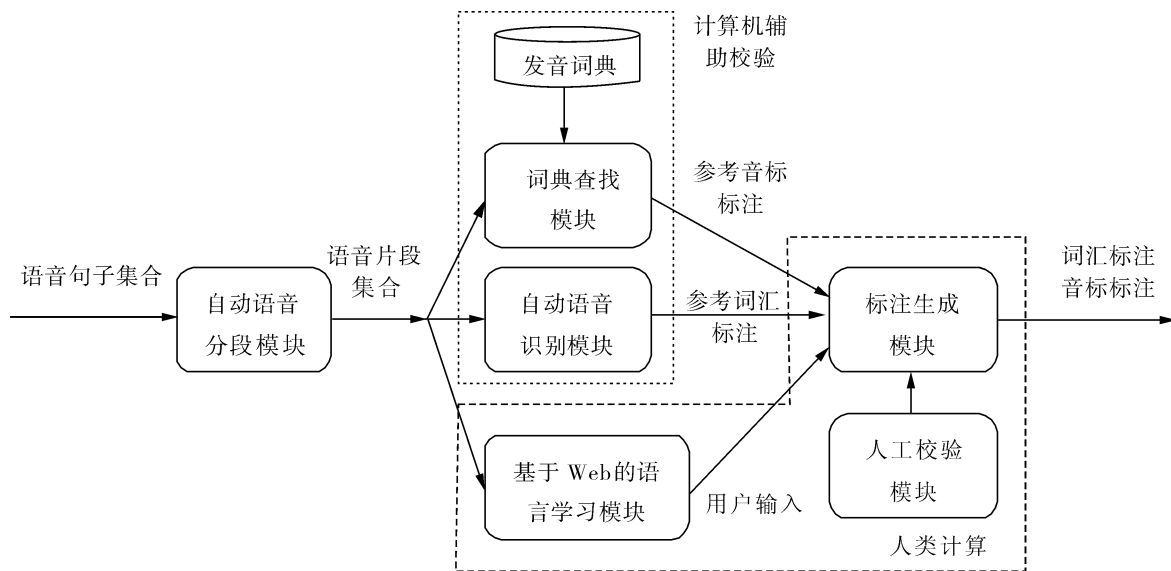 计算机辅
助校验
发音词典
词典查找
模块
参考音标
标注
语音句子集合
语音片段
集合
自动语音
分段模块
自动语音
识别模块
参考词汇
标注
标注生成
模块
词汇标注
音标标注
基于 Web的语
言学习模块
用户输入
人工校验
模块
人类计算